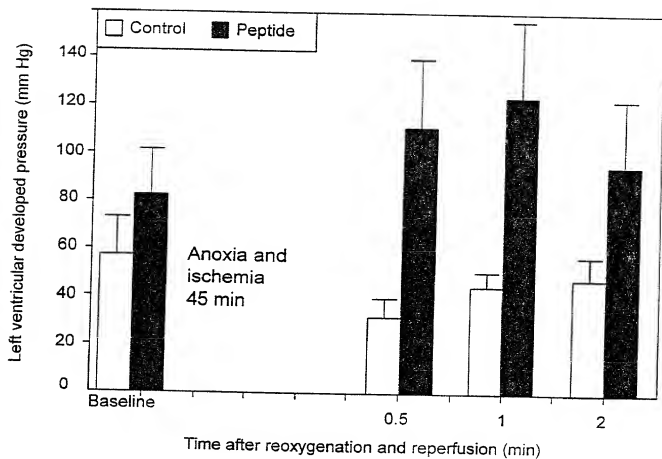 Control Peptide
Left ventricular developed pressure (mm Hg)
140
120
100
80
60
40
20
0
Anoxia and
ischemia
45 min
Baseline
0.5 1 2
Time after reoxygenation and reperfusion (min)